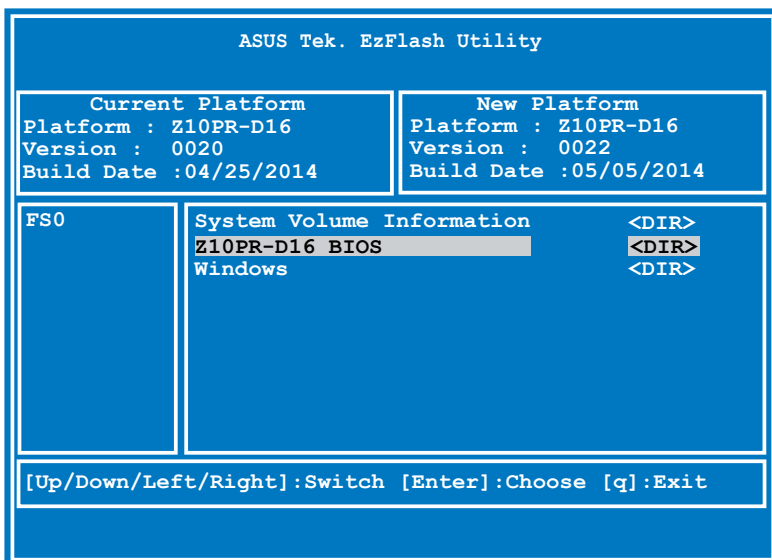 ASUS Tek. EzFlash Utility
Current Platform
Platform : Z10PR-D16
Version : 0020
Build Date :04/25/2014
New Platform
Platform : Z10PR-D16
Version : 0022
Build Date :05/05/2014
FS0
System Volume Information <DIR>
Z10PR-D16 BIOS <DIR>
Windows <DIR>
[Up/Down/Left/Right]:Switch [Enter]:Choose [q]:Exit